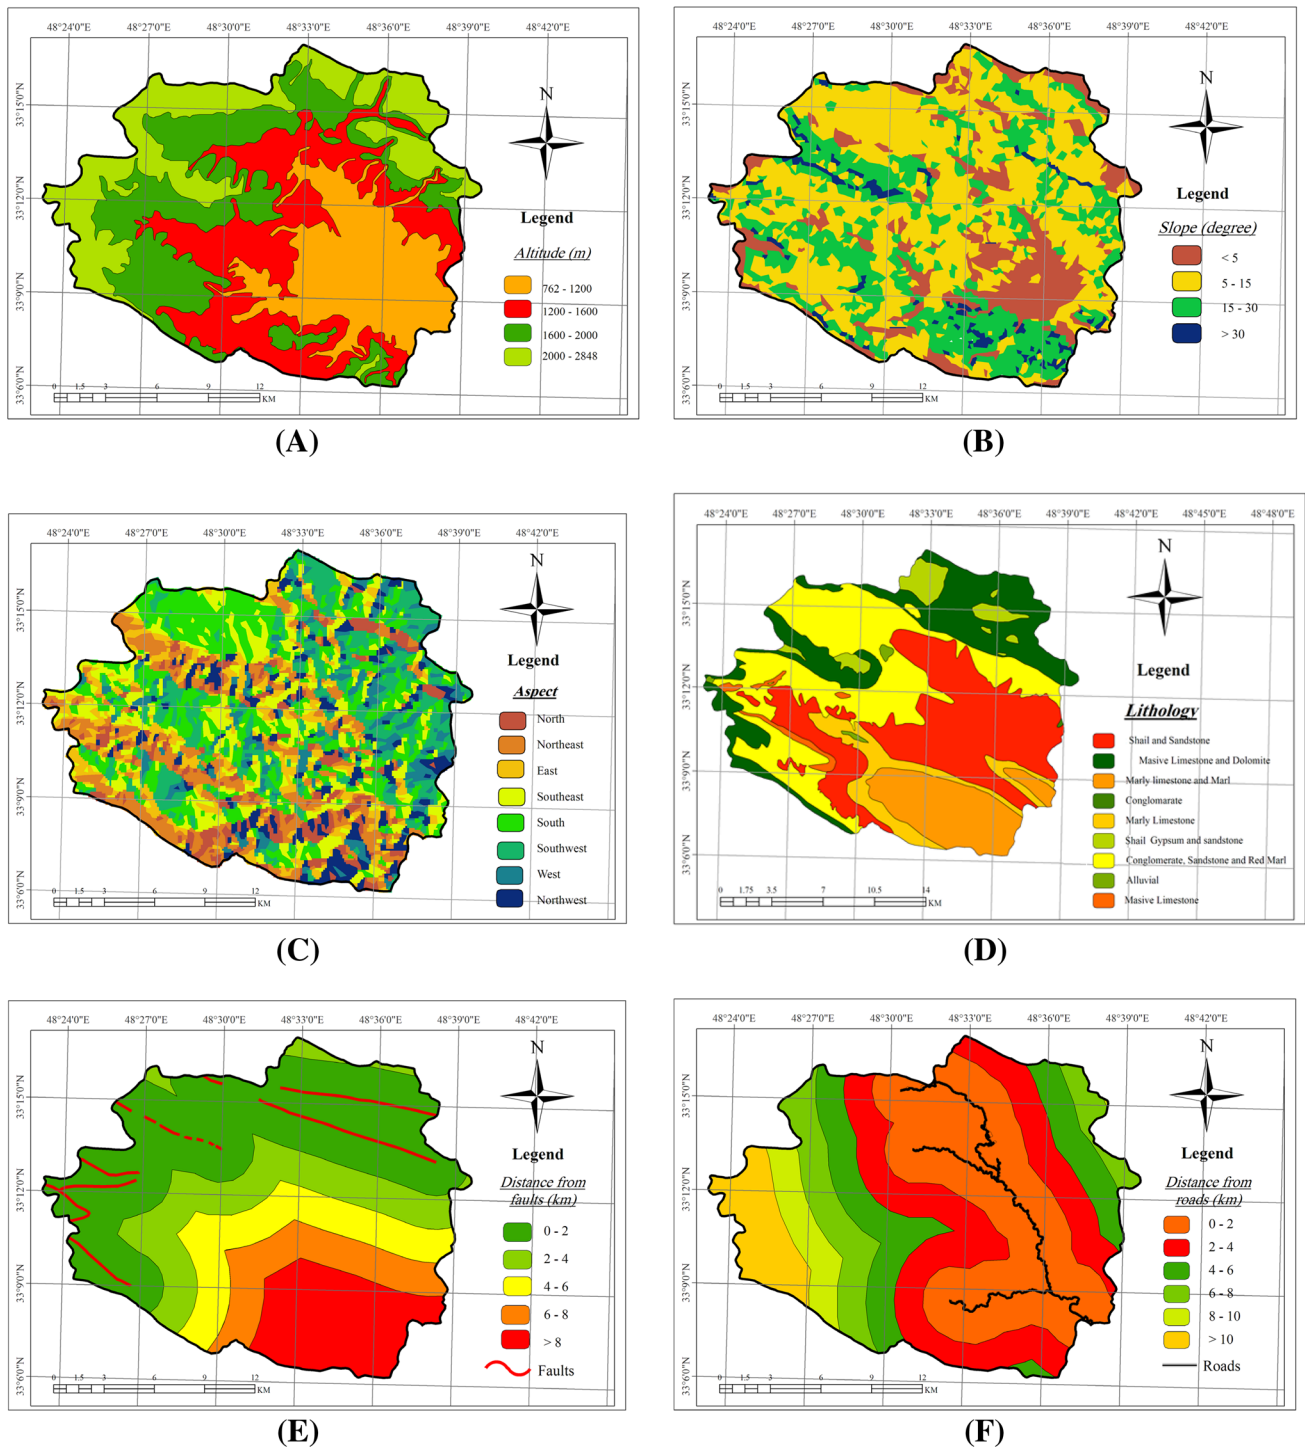 48°24'0"E 48°27'0"E 48°30'0"E 48°33'0"E 48°36'0"E 48°39'0"E 48°42'0"E
33°15'0"N
33°12'0"N
33°9'0"N
33°6'0"N
N
Legend
Altitude (m)
762 - 1200
1200 - 1600
1600 - 2000
2000 - 2848
0 1.5 3 6 9 12
KM
(A)
48°24'0"E 48°27'0"E 48°30'0"E 48°33'0"E 48°36'0"E 48°39'0"E 48°42'0"E
33°15'0"N
33°12'0"N
33°9'0"N
33°6'0"N
N
Legend
Slope (degree)
< 5
5 - 15
15 - 30
> 30
0 1.5 3 6 9 12
KM
(B)
48°24'0"E 48°27'0"E 48°30'0"E 48°33'0"E 48°36'0"E 48°39'0"E 48°42'0"E
33°15'0"N
33°12'0"N
33°9'0"N
33°6'0"N
N
Legend
Aspect
North
Northeast
East
Southeast
South
Southwest
West
Northwest
0 1.5 3 6 9 12
KM
(C)
48°24'0"E 48°27'0"E 48°30'0"E 48°33'0"E 48°36'0"E 48°39'0"E 48°42'0"E 48°45'0"E 48°48'0"E
33°15'0"N
33°12'0"N
33°9'0"N
33°6'0"N
N
Legend
Lithology
Shail and Sandstone
Masive Limestone and Dolomite
Marly limestone and Marl
Conglomarate
Marly Limestone
Shail Gypsum and sandstone
Conglomerate, Sandstone and Red Marl
Alluvial
Masive Limestone
0 1.75 3.5 7 10.5 14
KM
(D)
48°24'0"E 48°27'0"E 48°30'0"E 48°33'0"E 48°36'0"E 48°39'0"E 48°42'0"E
33°15'0"N
33°12'0"N
33°9'0"N
33°6'0"N
N
Legend
Distance from
faults (km)
0 - 2
2 - 4
4 - 6
6 - 8
> 8
Faults
0 1.5 3 6 9 12
KM
(E)
48°24'0"E 48°27'0"E 48°30'0"E 48°33'0"E 48°36'0"E 48°39'0"E 48°42'0"E
33°15'0"N
33°12'0"N
33°9'0"N
33°6'0"N
N
Legend
Distance from
roads (km)
0 - 2
2 - 4
4 - 6
6 - 8
8 - 10
> 10
Roads
0 1.5 3 6 9 12
KM
(F)